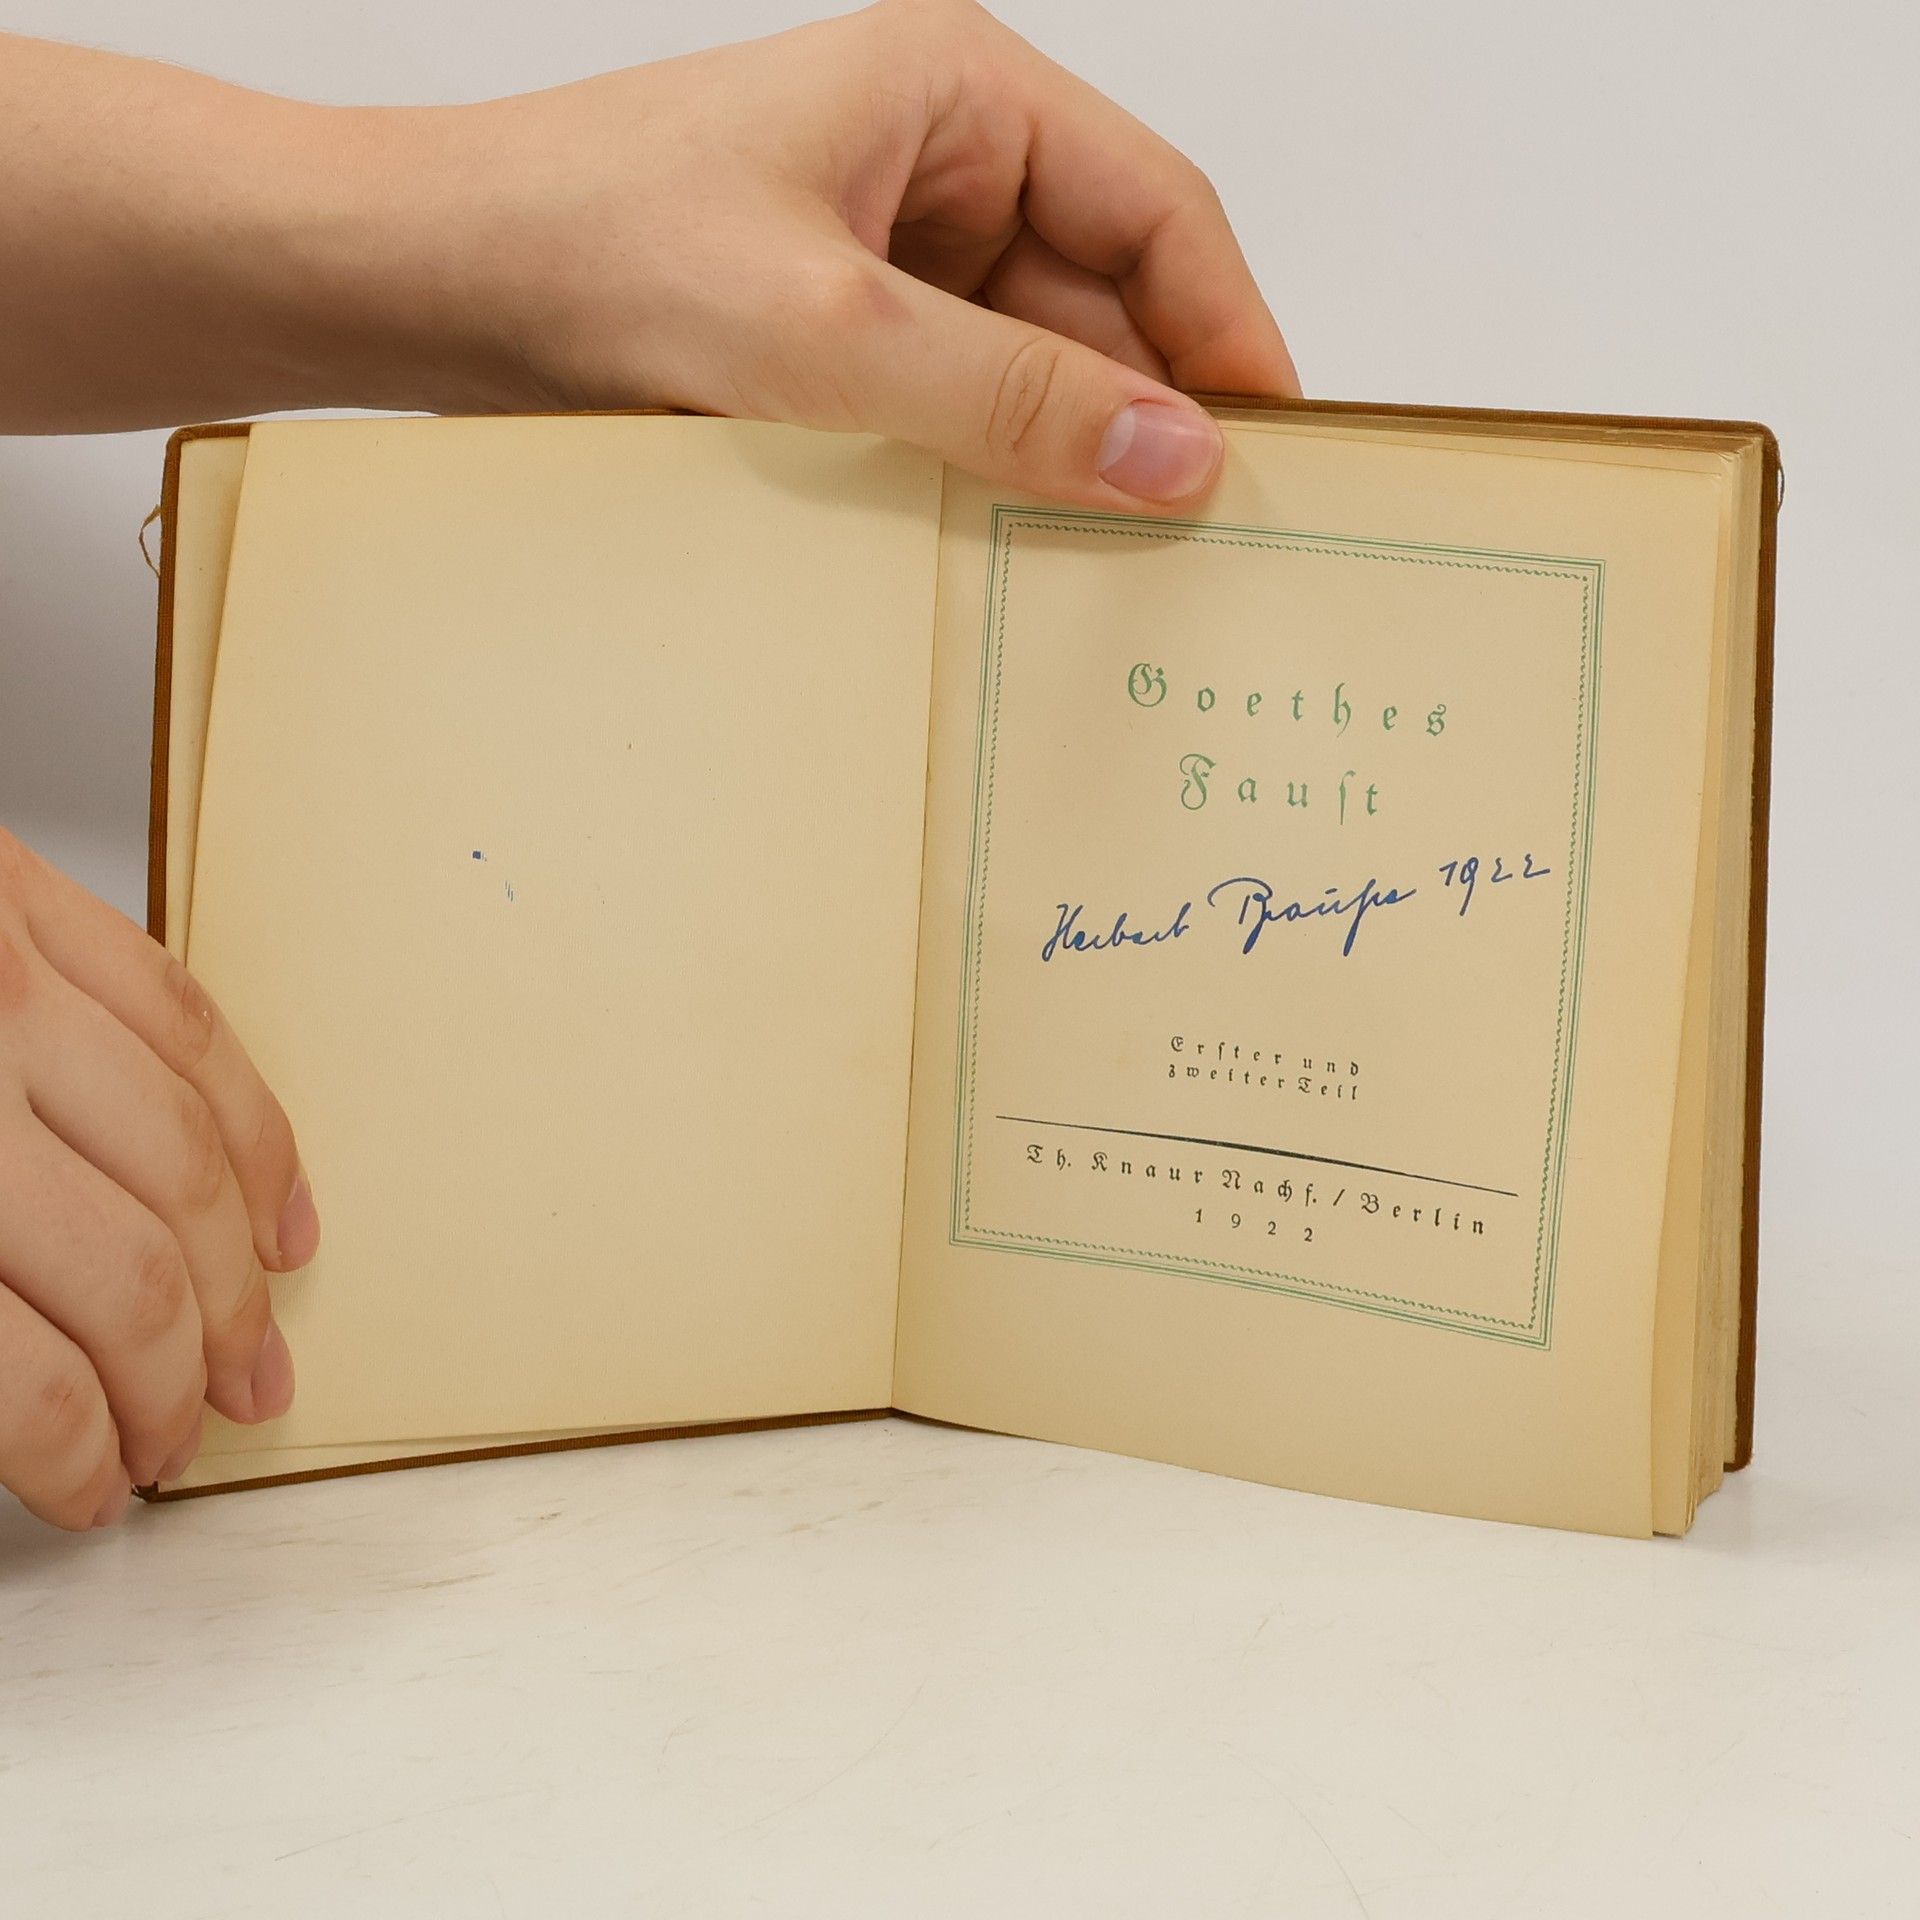 Goethes
Fauſt
Herbert 1922
Erſter und
zweiter Teil
Th. Knaur Nachf. / Berlin
1922